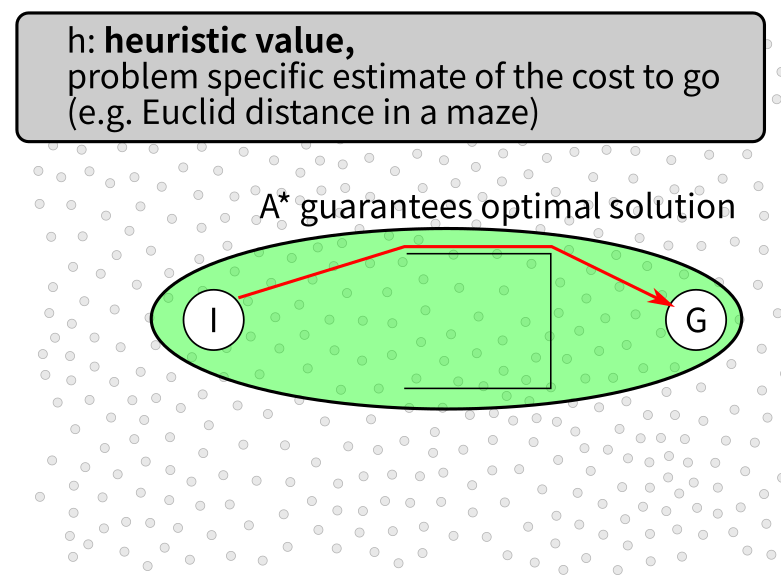 h: heuristic value,
problem specific estimate of the cost to go
(e.g. Euclid distance in a maze)
A* guarantees optimal solution
I
G